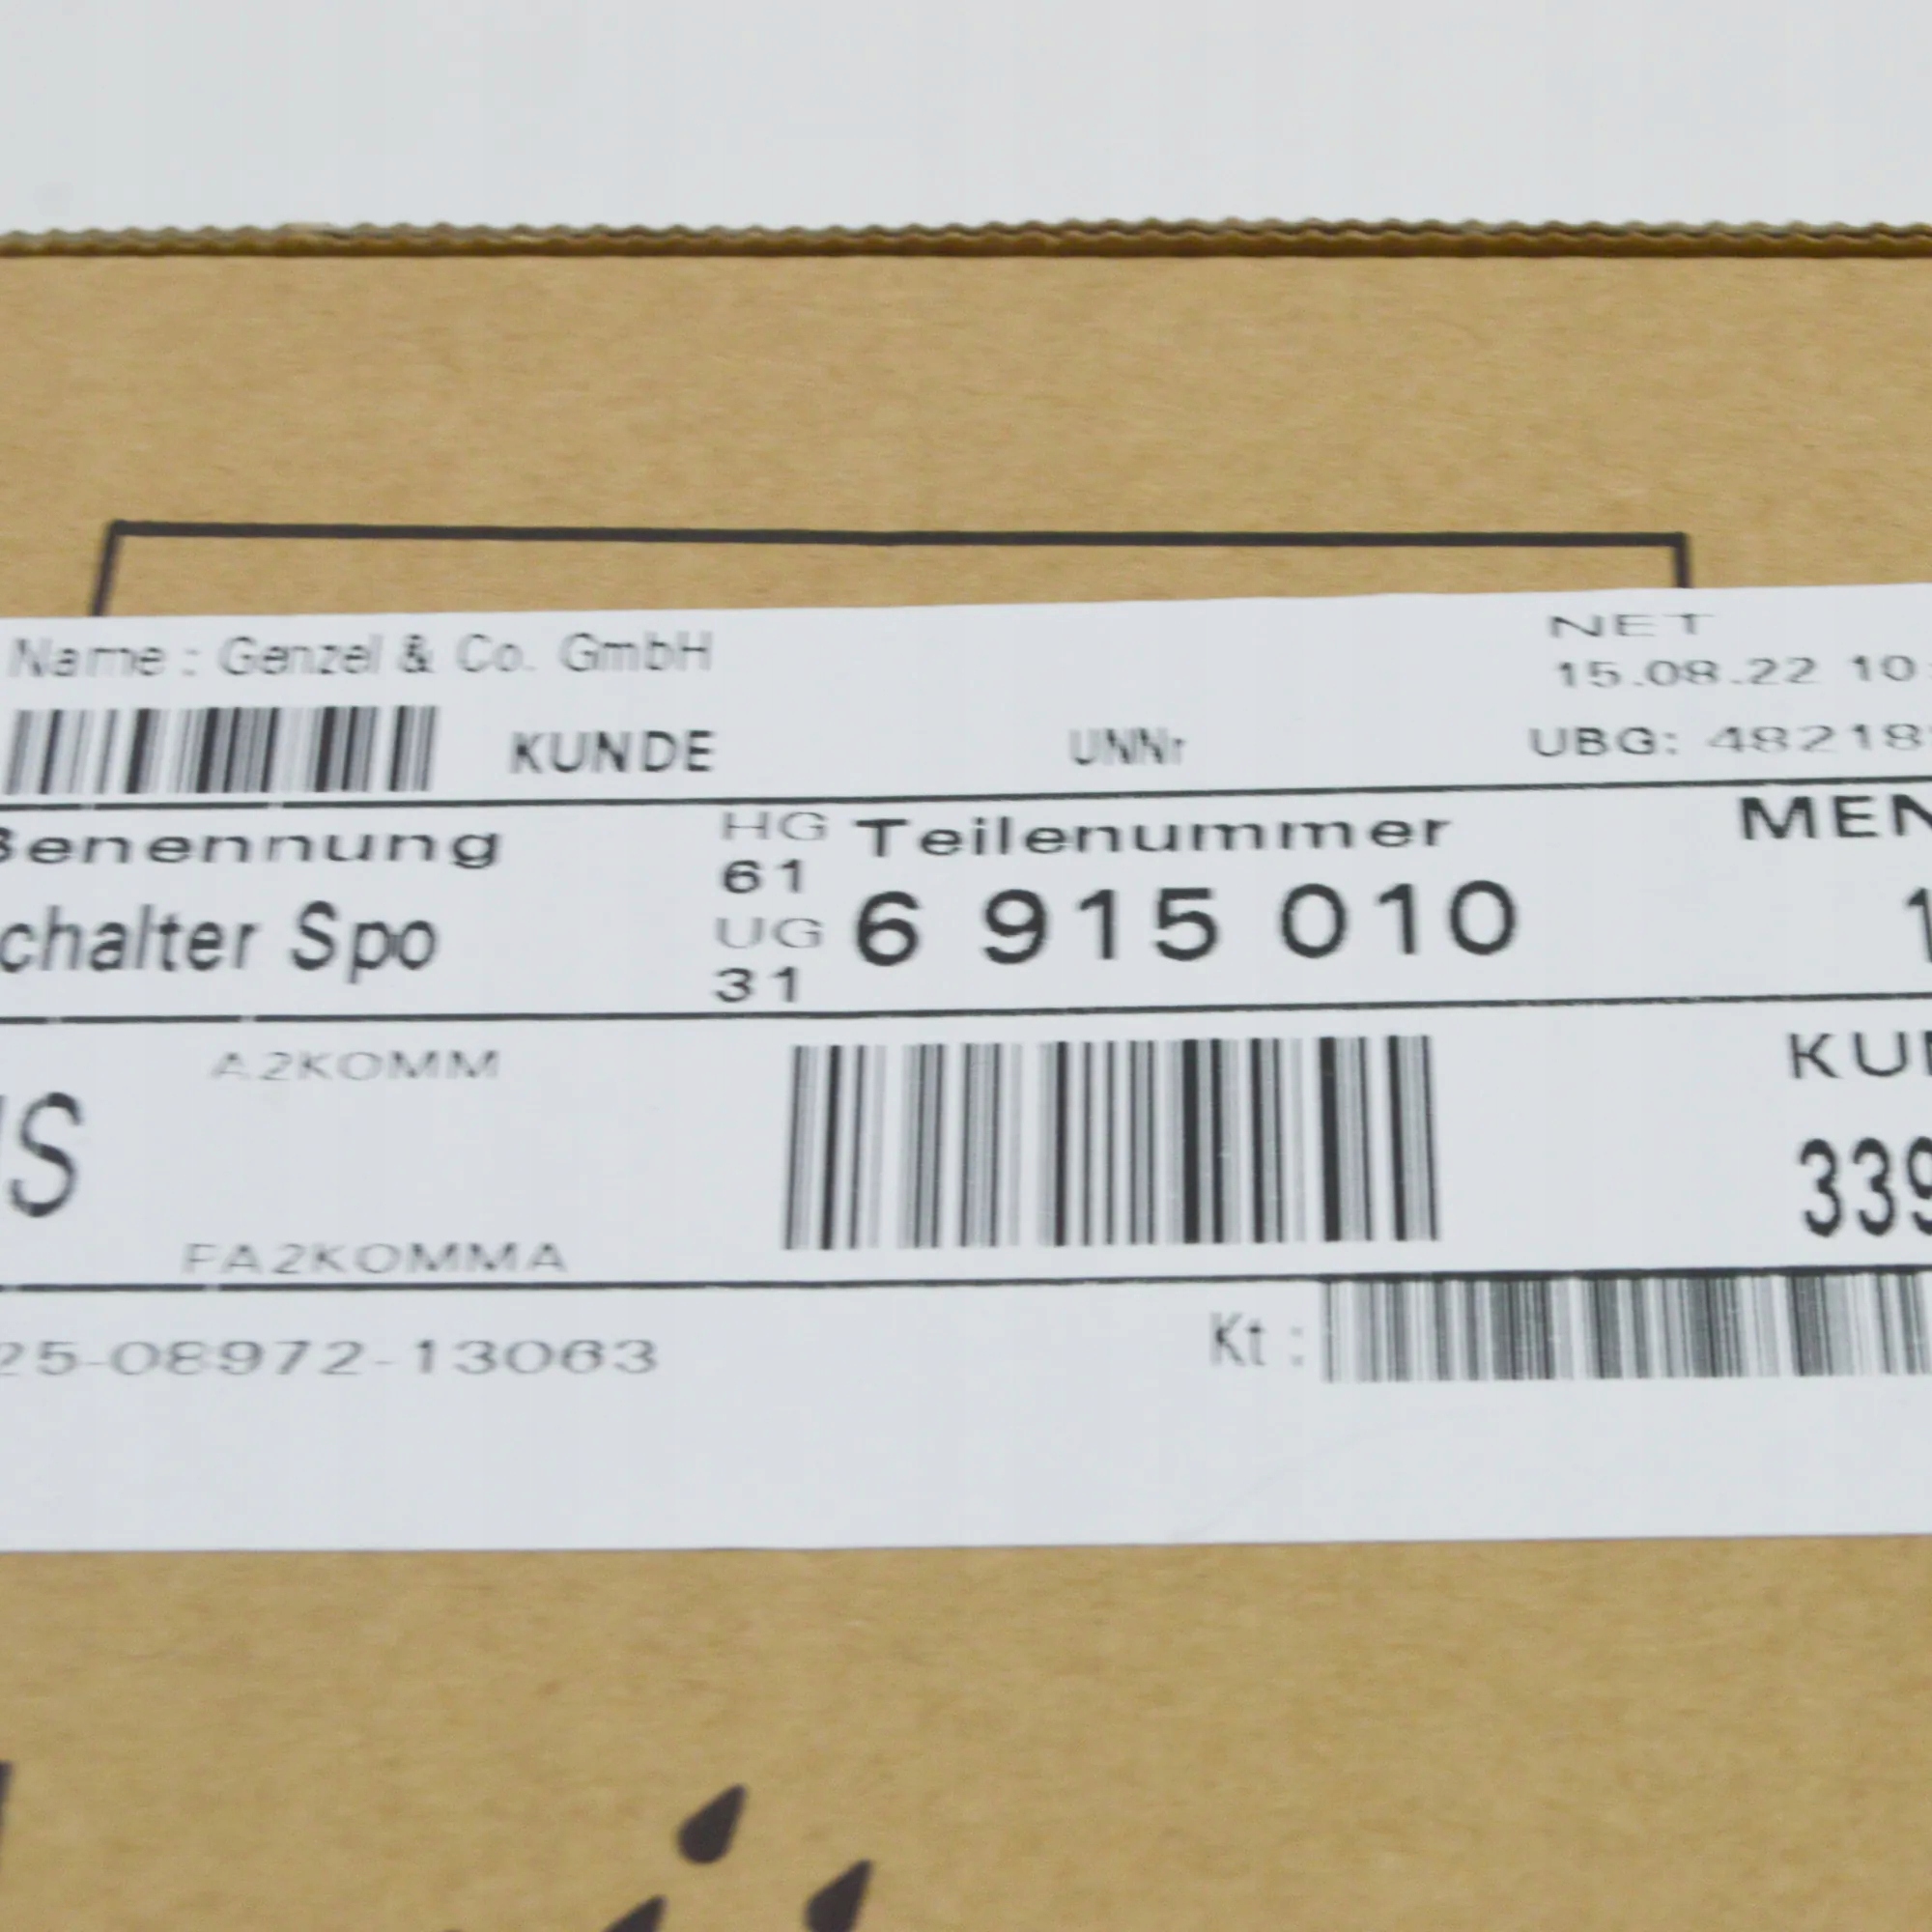 Name : Genzel & Co. GmbH
NET
15.08.22 10
KUNDE
UNNr
UBG: 48218
Benennung
HG
Teilenummer
MEN
61
6 915 010
1
chalter Spo
UG
31
A2KOMM
KU
S
339
FA2KOMMA
25-08972-13063
Kt :